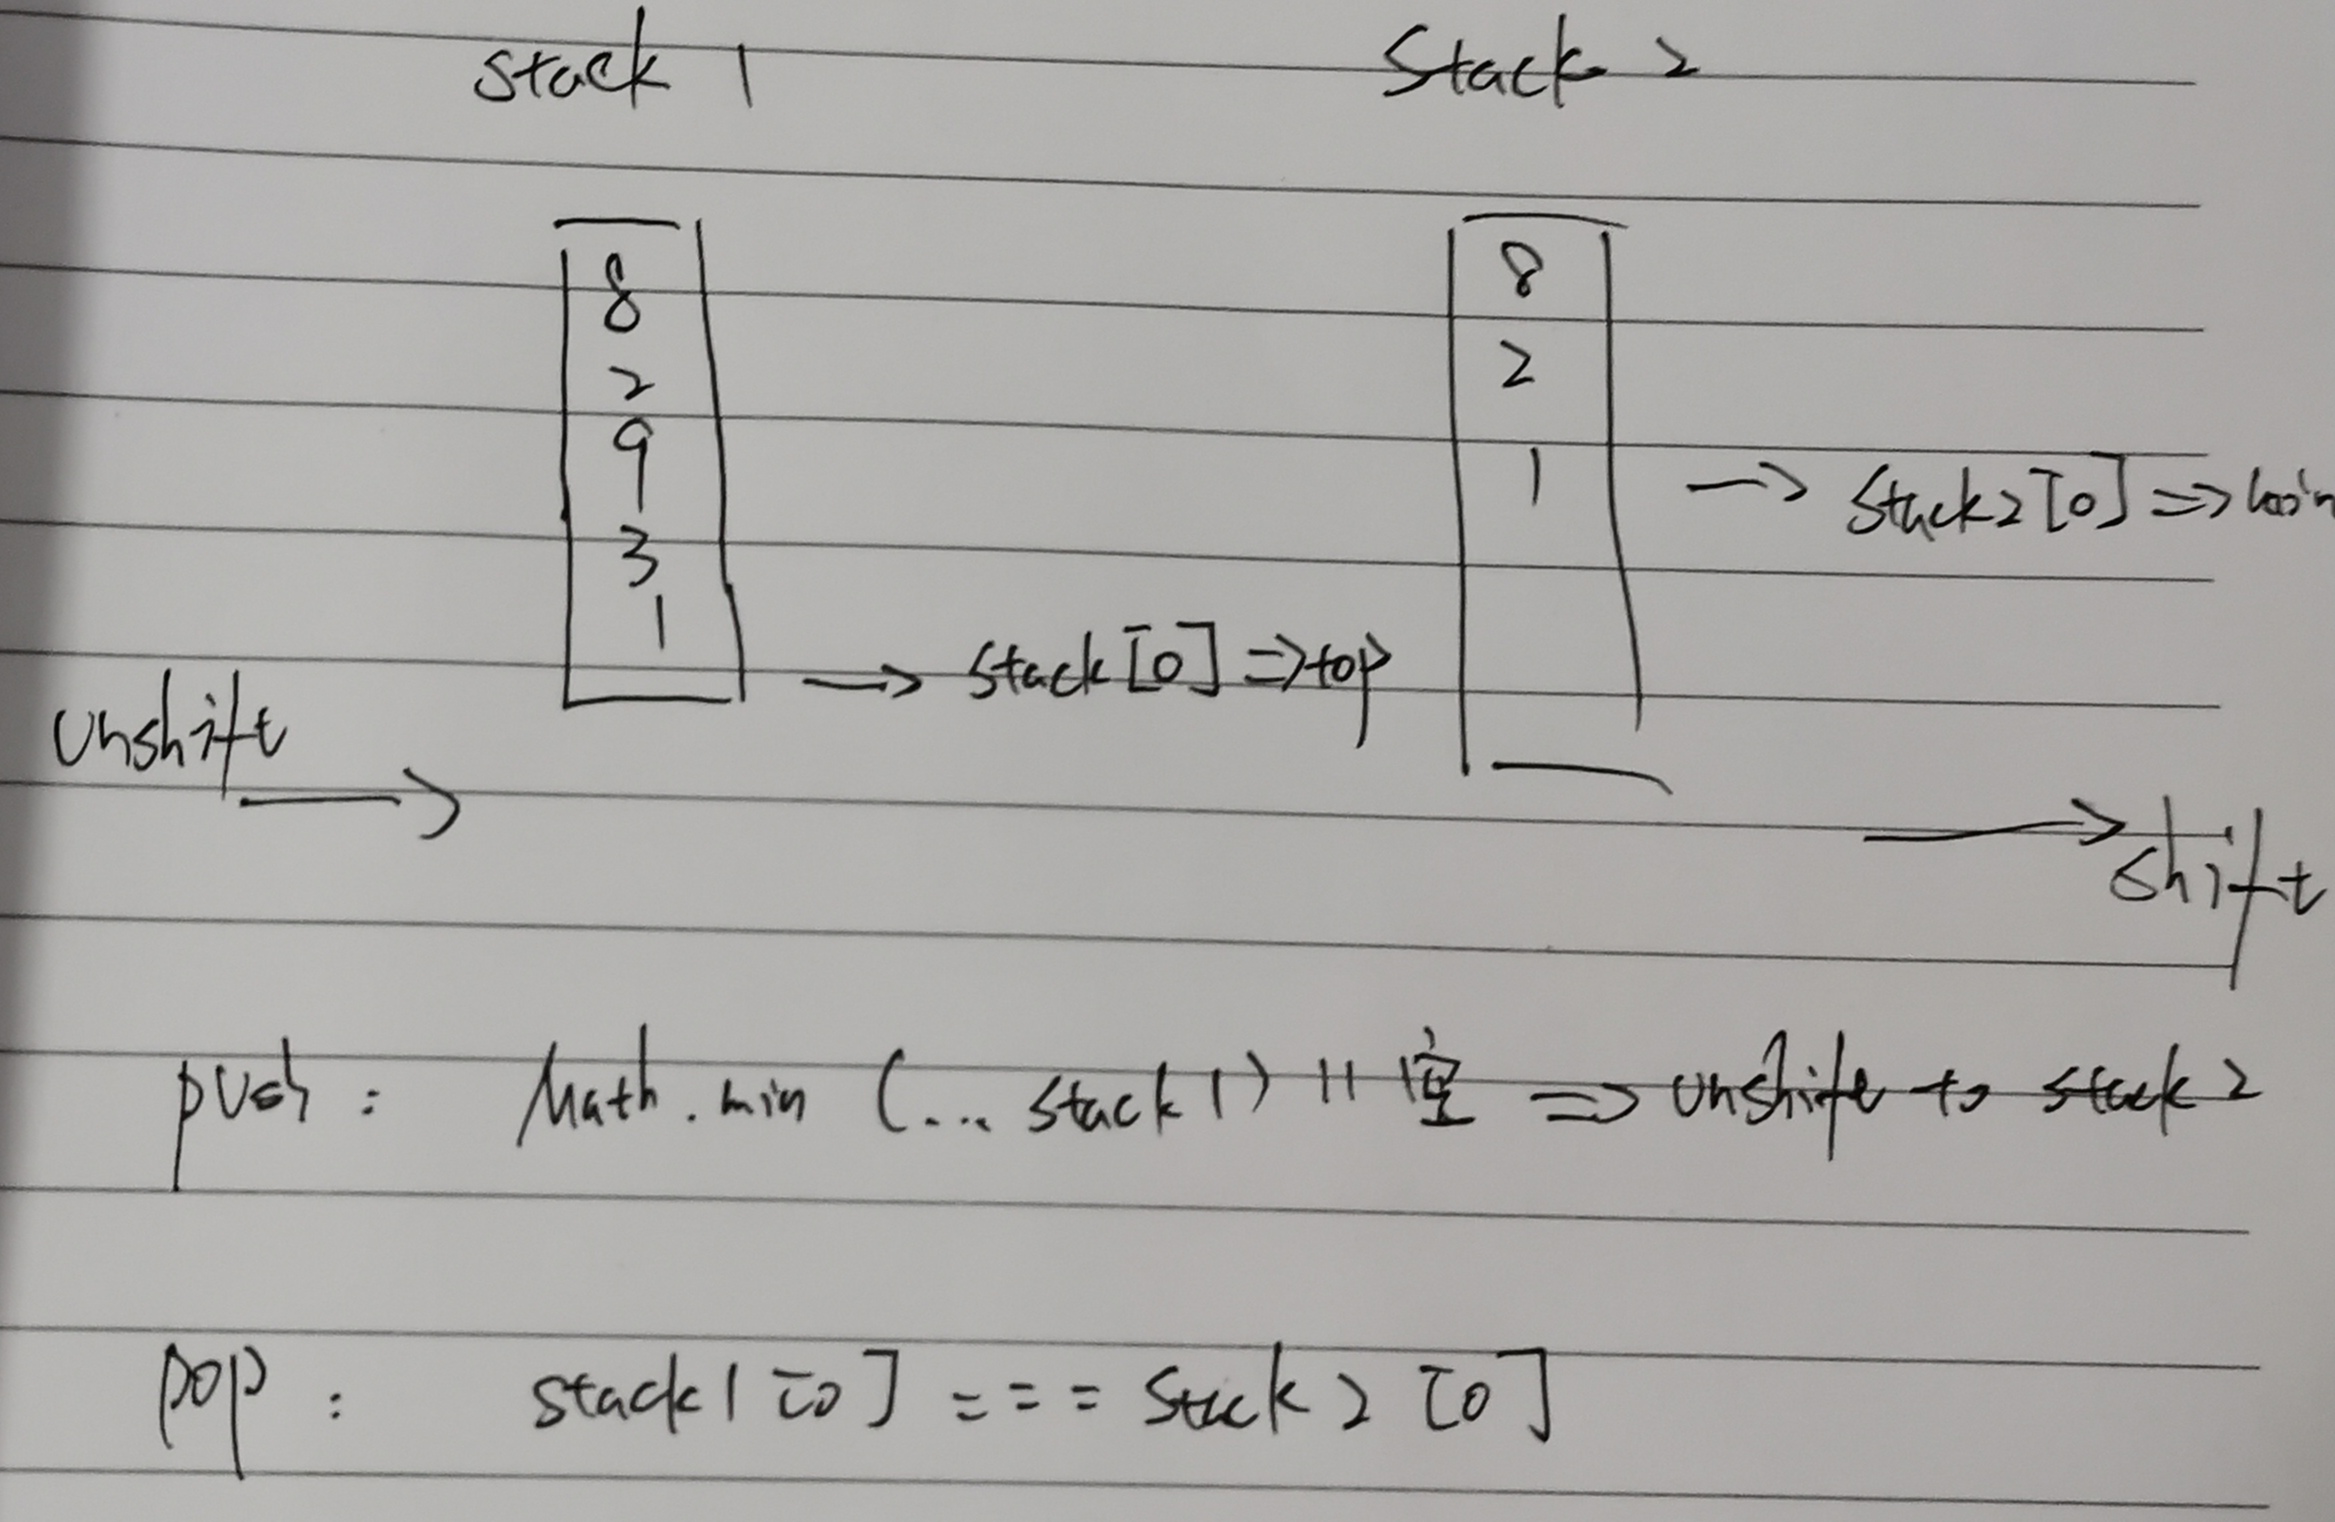 stack 1
Stack 2
8
2
9
3
1
8
2
1
→ Stack2[0] => min
→ Stack[0] => top
Unshift
→
→
shift
push : Math.min (...stack1) || 空 => unshift to stack2
pop : stack1[0] === Stack2[0]